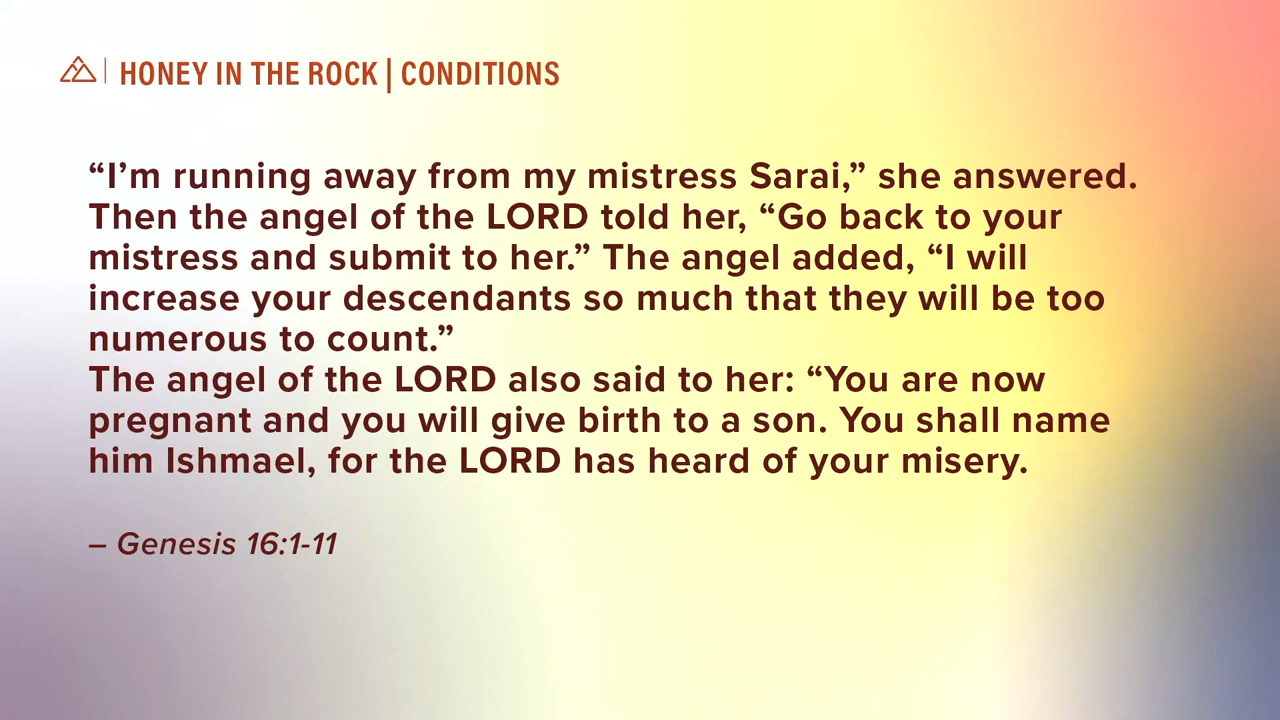 HONEY IN THE ROCK | CONDITIONS
“I’m running away from my mistress Sarai,” she answered.
Then the angel of the LORD told her, “Go back to your
mistress and submit to her.” The angel added, “I will
increase your descendants so much that they will be too
numerous to count.”
The angel of the LORD also said to her: “You are now
pregnant and you will give birth to a son. You shall name
him Ishmael, for the LORD has heard of your misery.
– Genesis 16:1-11